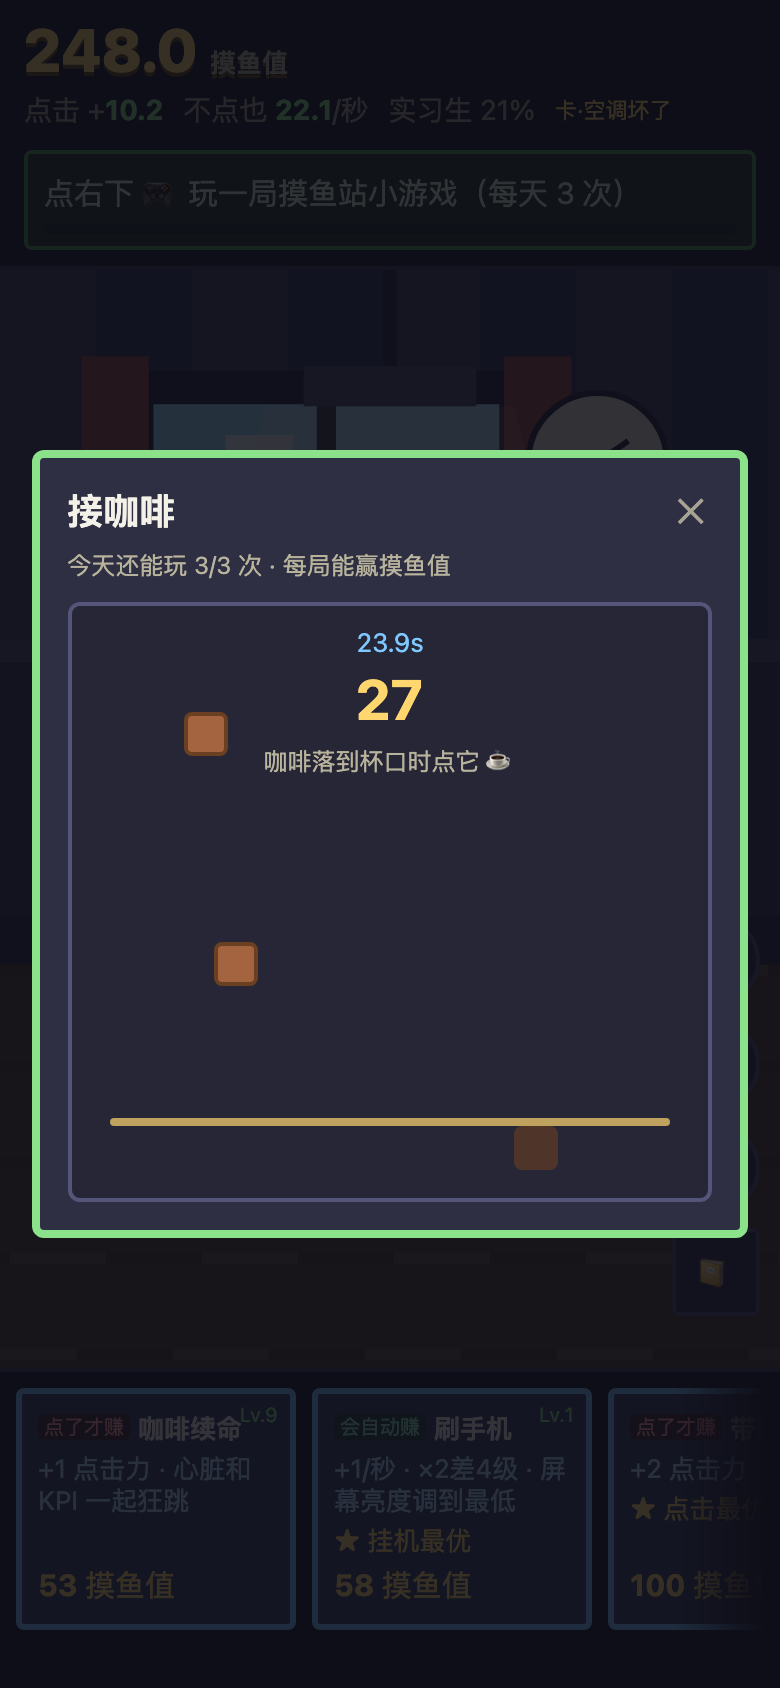 248.0 摸鱼值
点击 +10.2 不点也 22.1/秒 实习生 21% 卡·空调坏了
点右下 🎮 玩一局摸鱼站小游戏（每天 3 次）
接咖啡
今天还能玩 3/3 次 · 每局能赢摸鱼值
23.9s
27
咖啡落到杯口时点它 ☕
点了才赚 咖啡续命 Lv.9
+1 点击力 · 心脏和
KPI 一起狂跳
53 摸鱼值
会自动赚 刷手机 Lv.1
+1/秒 · ×2差4级 · 屏
幕亮度调到最低
★ 挂机最优
58 摸鱼值
点了才赚 带
+2 点击力
★ 点击最优
100 摸鱼